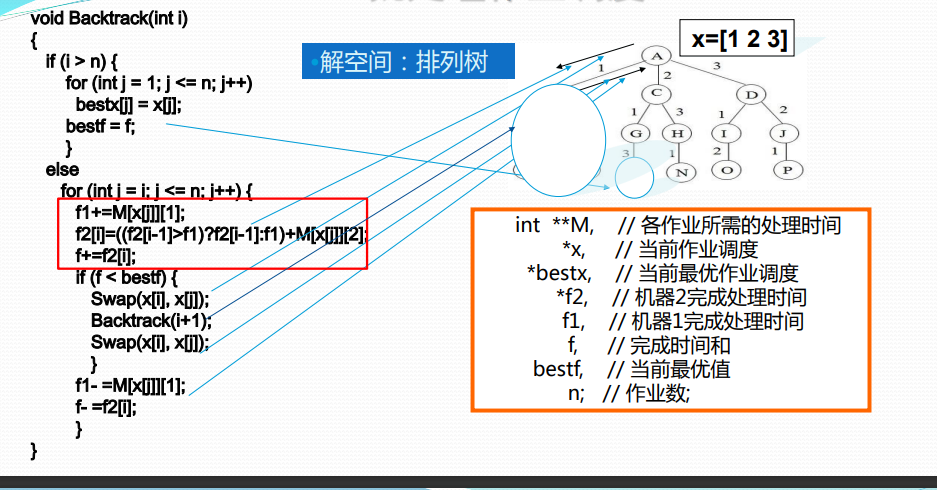 void Backtrack(int i)
{
if (i > n) {
for (int j = 1; j <= n; j++)
bestx[j] = x[j];
bestf = f;
}
else
for (int j = i; j <= n; j++) {
f1+=M[x[j]][1];
f2[i]=((f2[i-1]>f1)?f2[i-1]:f1)+M[x[j]][2];
f+=f2[i];
if (f < bestf) {
Swap(x[i], x[j]);
Backtrack(i+1);
Swap(x[i], x[j]);
}
f1- =M[x[j]][1];
f- =f2[i];
}
}
•解空间：排列树
x=[1 2 3]
A
1 2 3
C D
1 3 1 2
G H I J
3 1 2 1
N O P
int **M, // 各作业所需的处理时间
*x, // 当前作业调度
*bestx, // 当前最优作业调度
*f2, // 机器2完成处理时间
f1, // 机器1完成处理时间
f, // 完成时间和
bestf, // 当前最优值
n; // 作业数;